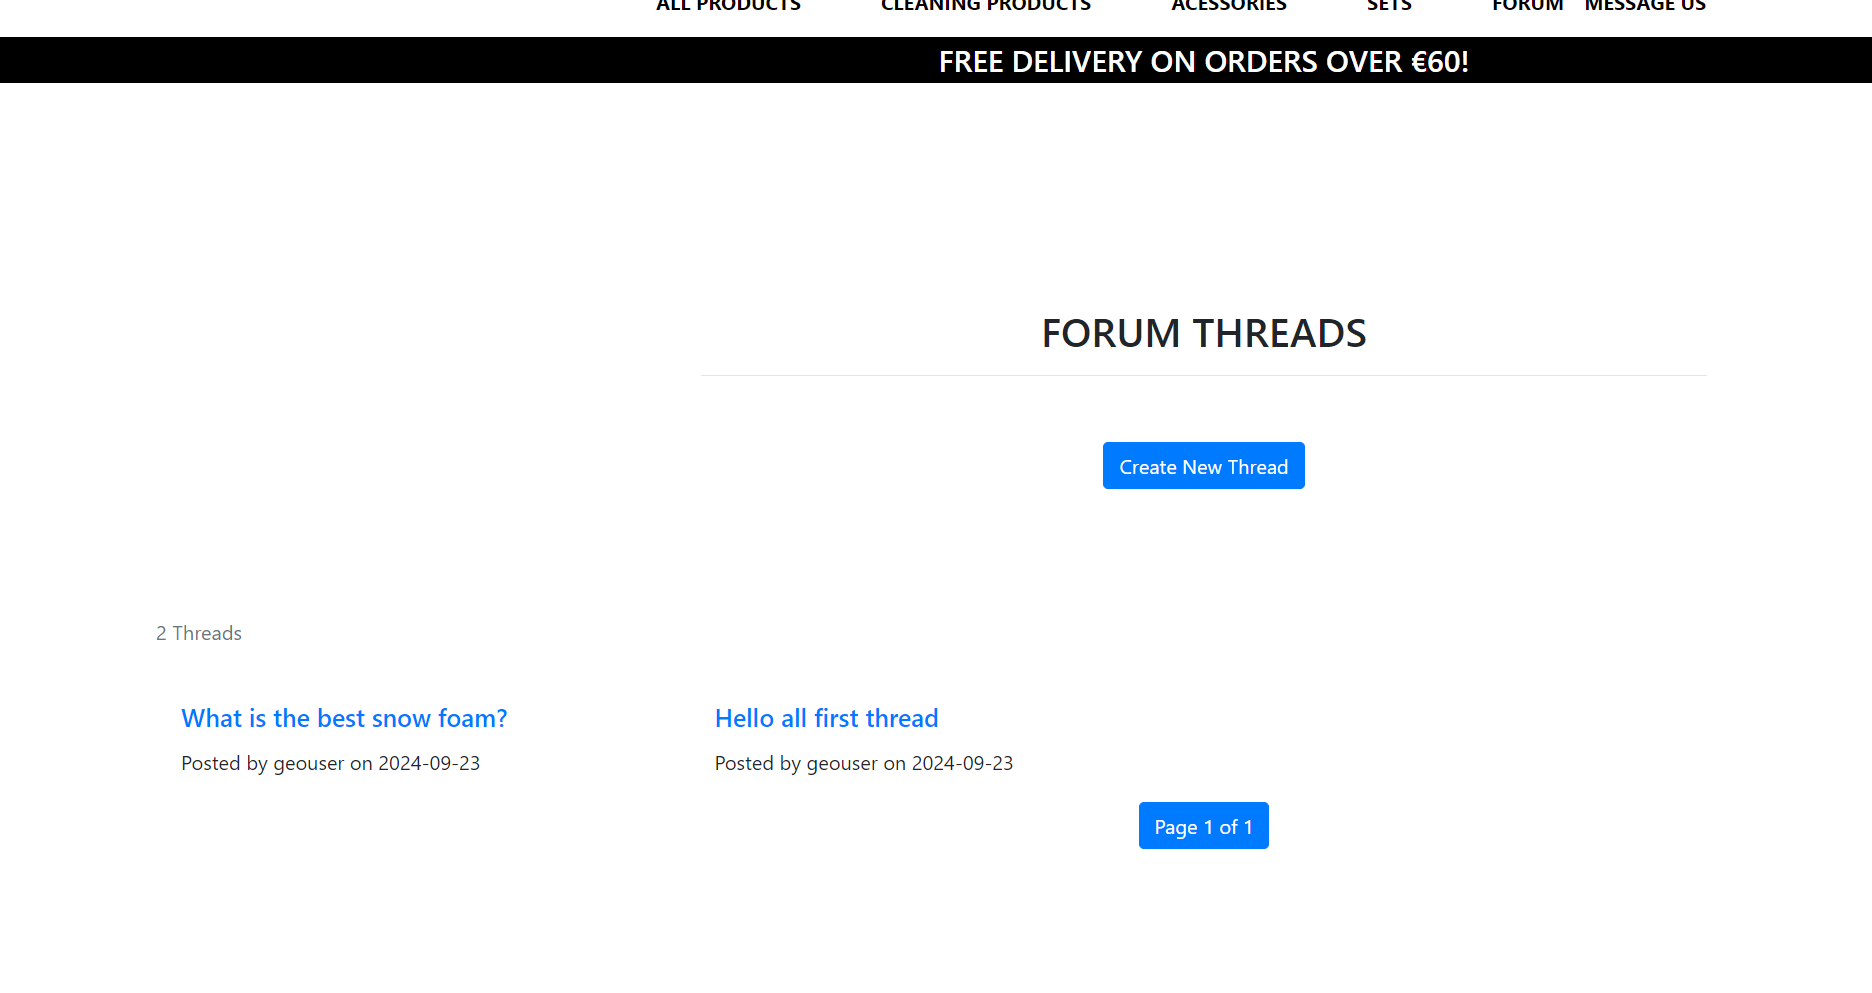 ALL PRODUCTS CLEANING PRODUCTS ACESSORIES SETS FORUM MESSAGE US
FREE DELIVERY ON ORDERS OVER €60!
FORUM THREADS
Create New Thread
2 Threads
What is the best snow foam?
Posted by geouser on 2024-09-23
Hello all first thread
Posted by geouser on 2024-09-23
Page 1 of 1